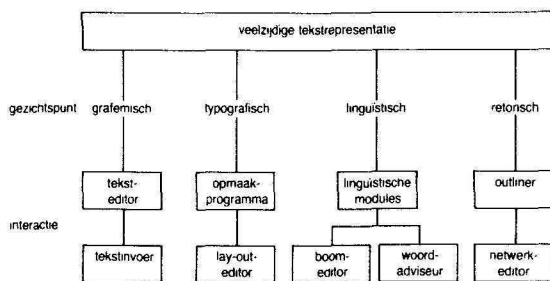 veelzijdige tekstrepresentatie
gezichtspunt grafemisch typografisch linguïstisch retorisch
tekst-
editor
opmaak-
programma
linguïstische
modules
outliner
interactie
tekstinvoer
lay-out-
editor
boom-
editor
woord-
adviseur
netwerk-
editor